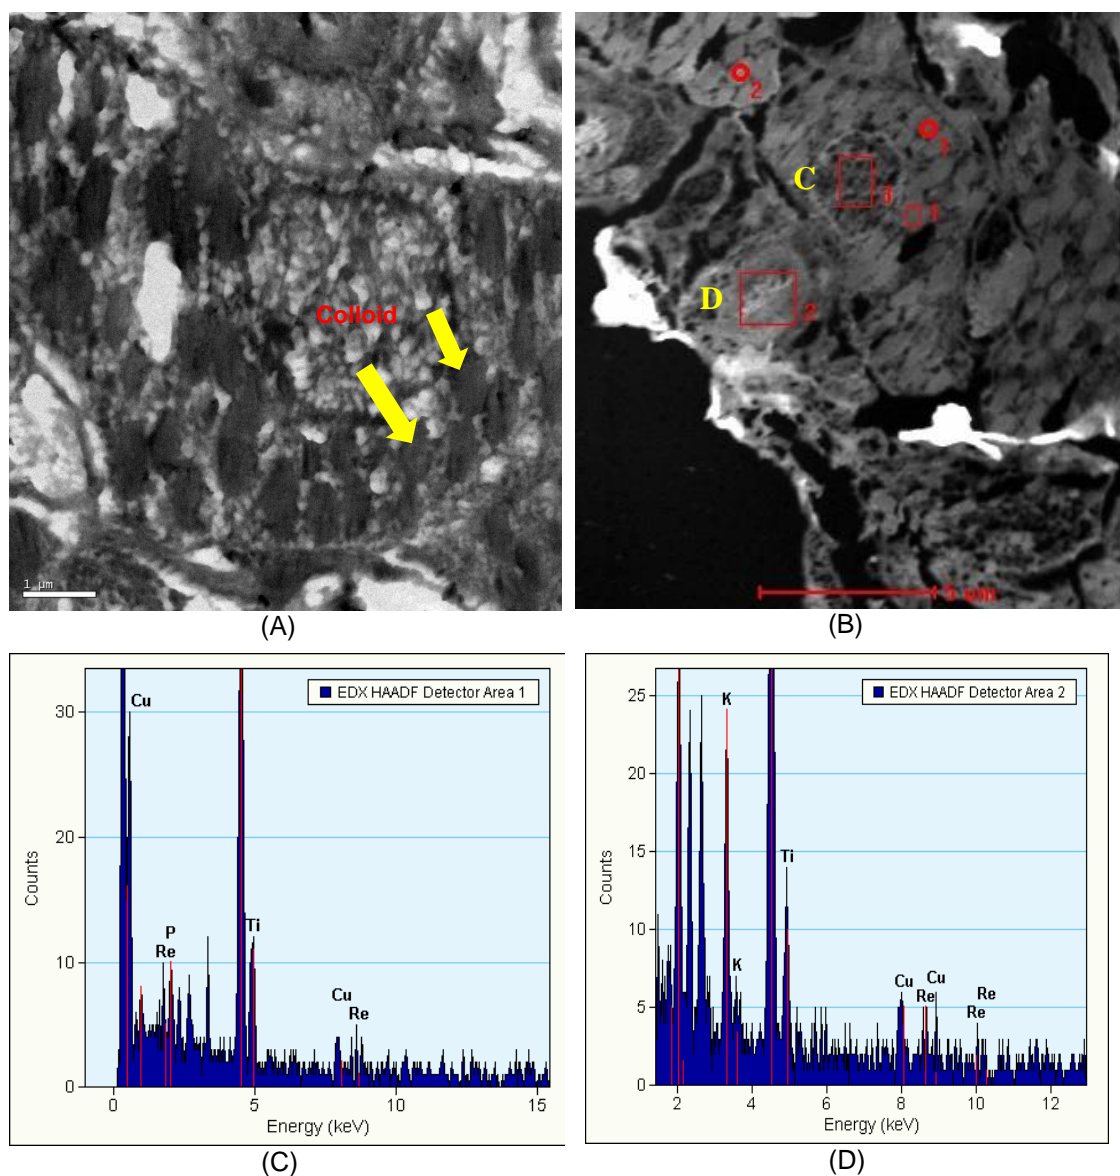 Colloid
1 µm
(A)
2
1
C
1
1
D
2
5 um
(B)
EDX HAADF Detector Area 1
Cu
P
Re
Ti
Cu
Re
Counts
30
20
10
0
0
5
10
15
Energy (keV)
(C)
EDX HAADF Detector Area 2
K
Ti
K
Cu
Re
Cu
Re
Re
Counts
25
20
15
10
5
0
2
4
6
8
10
12
Energy (keV)
(D)